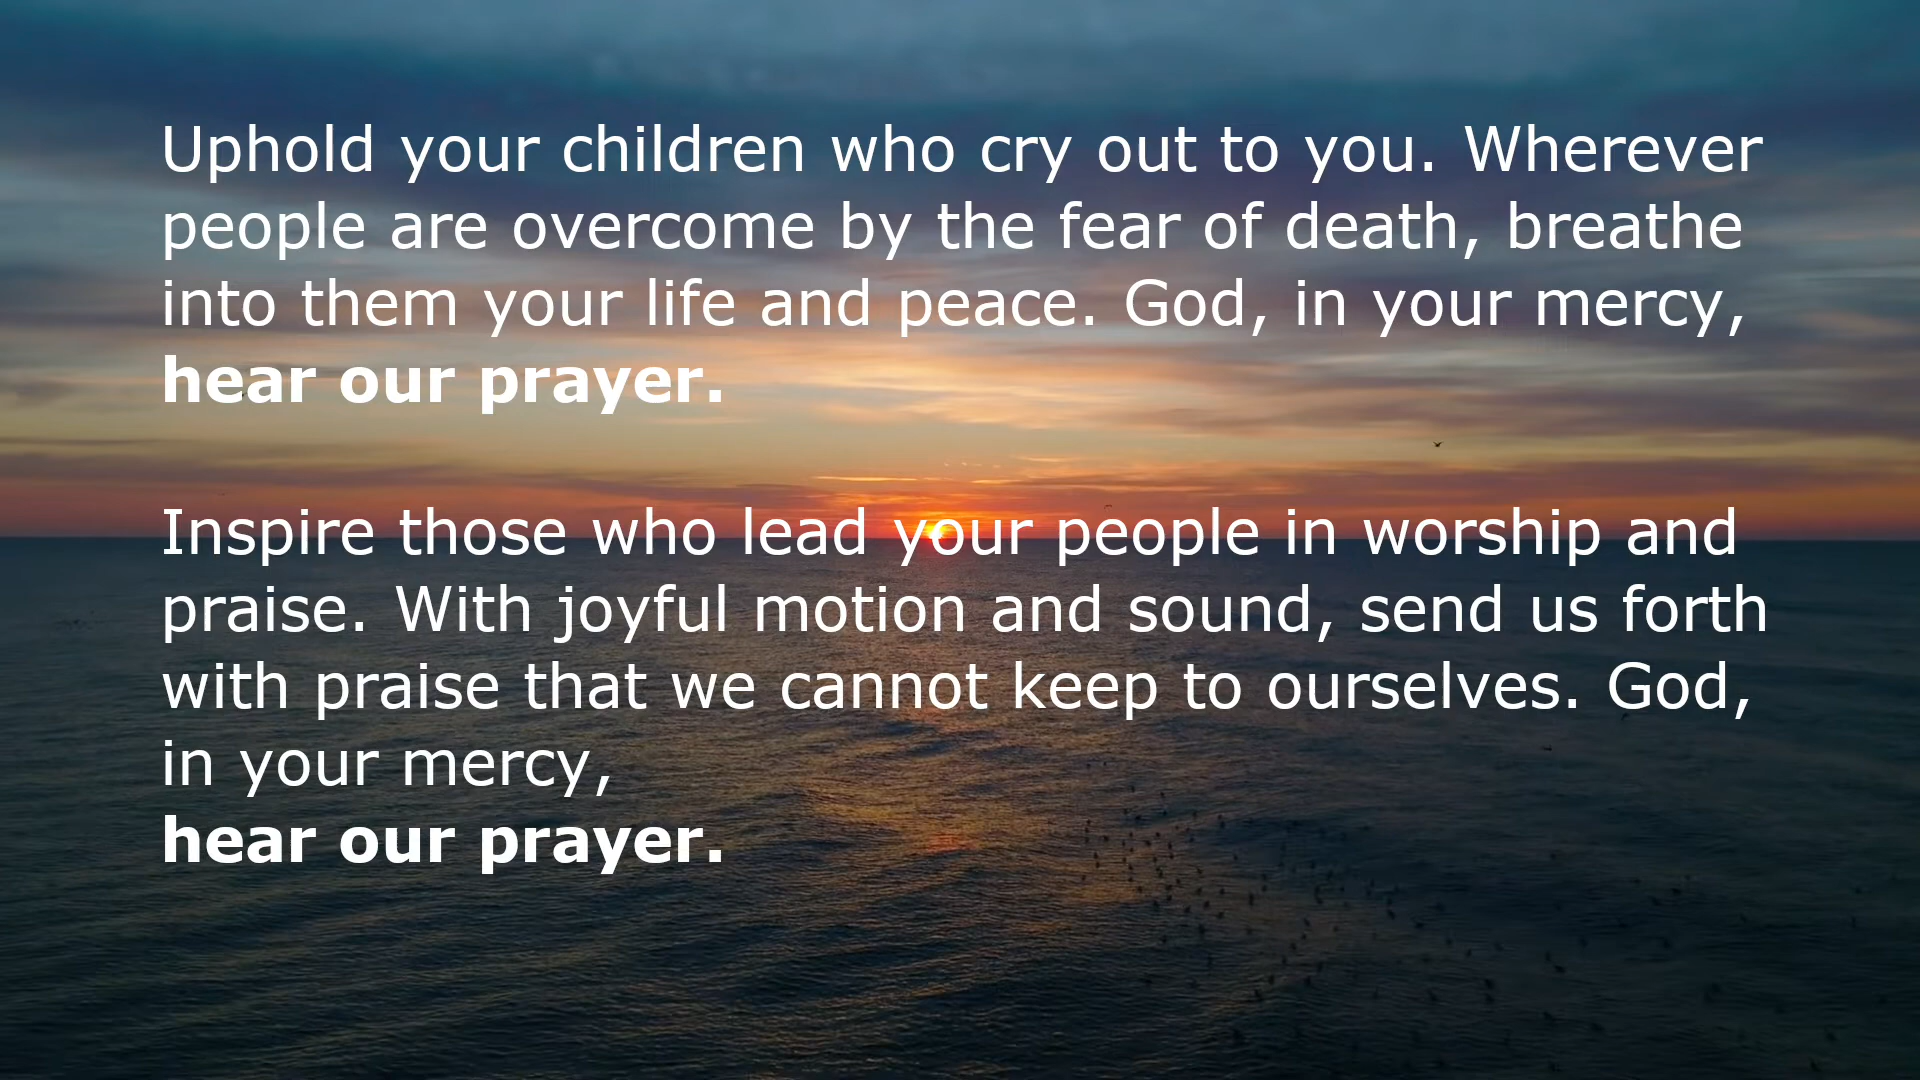 Uphold your children who cry out to you. Wherever
people are overcome by the fear of death, breathe
into them your life and peace. God, in your mercy,
hear our prayer.
Inspire those who lead your people in worship and
praise. With joyful motion and sound, send us forth
with praise that we cannot keep to ourselves. God,
in your mercy,
hear our prayer.